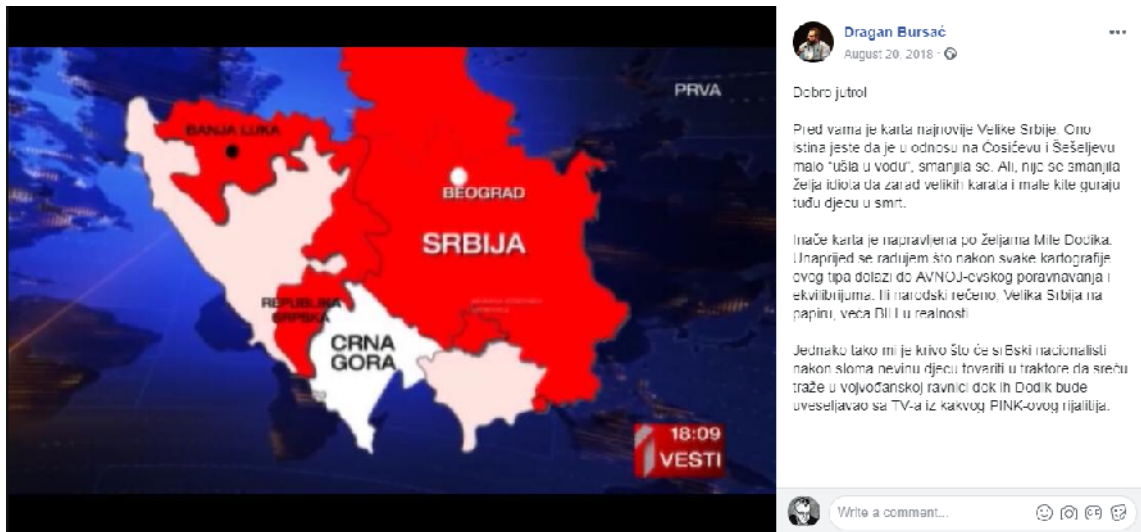 PRVA
BANJA LUKA
BEOGRAD
SRBIJA
REPUBLIKA
SRPSKA
CRNA
GORA
18:09
VESTI
Dragan Bursać
August 20, 2018
Dobro jutro!
Pred vama je karta najnovije Velike Srbije. Ono
istina jeste da je u odnosu na Ćosićevu i Šešeljevu
malo "ušla u vodu", smanjila se. Ali, nije se smanjila
želja idiota da zarad velikih karata i male kite guraju
tuđu djecu u smrt.
Inače karta je napravljena po željama Mile Dodika.
Unaprijed se radujem što nakon svake kartografije
ovog tipa dolazi do AVNOJ-evskog poravnavanja i
ekvilibrijuma. Ili narodski rečeno, Velika Srbija na
papiru, veća BIH u realnosti.
Jednako tako mi je krivo što će srBski nacionalisti
nakon sloma nevinu djecu tovariti u traktore da sreću
traže u vojvođanskoj ravnici dok ih Dodik bude
uveseljavao sa TV-a iz kakvog PINK-ovog rijalitija.
Write a comment...